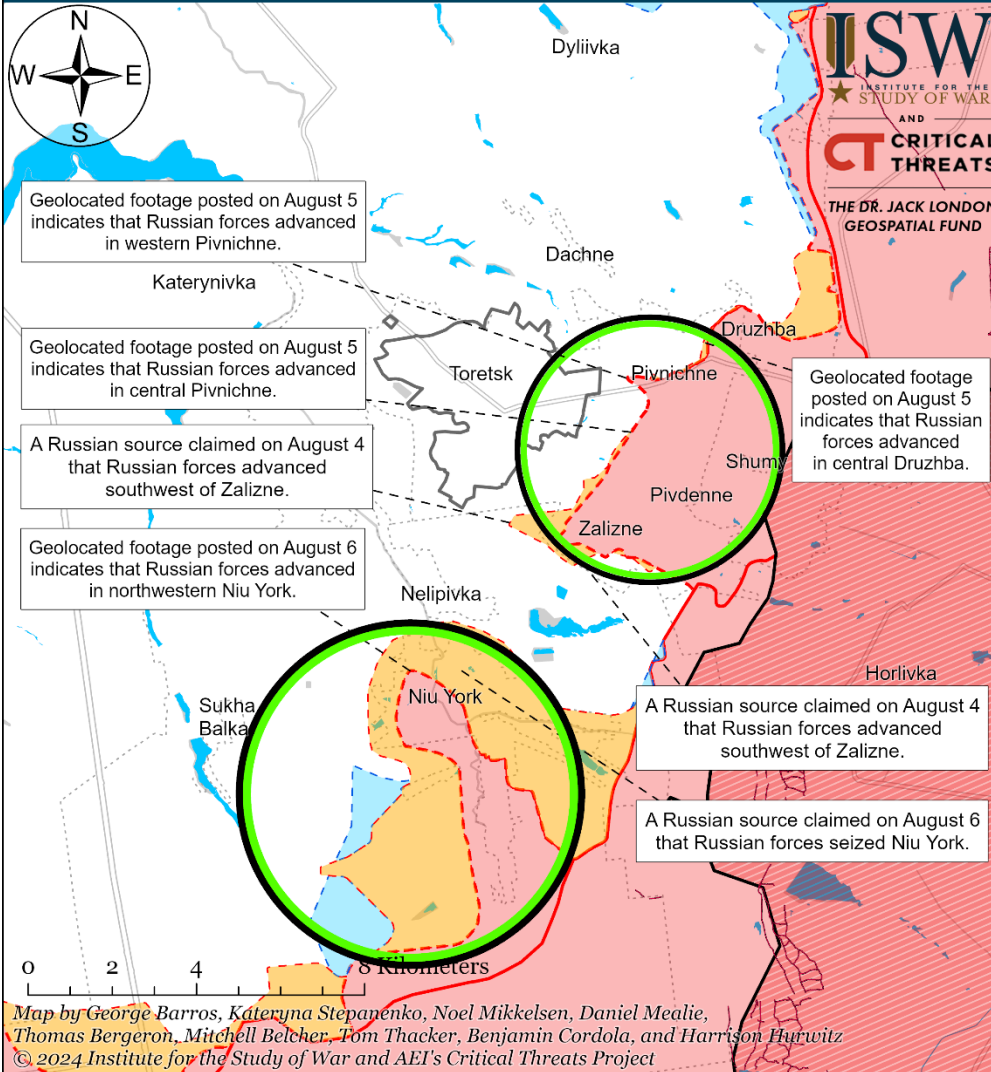 N
W
E
S
Dyliivka
ISW
INSTITUTE FOR THE
STUDY OF WAR
AND
CT CRITICAL
THREATS
THE DR. JACK LONDON
GEOSPATIAL FUND
Geolocated footage posted on August 5
indicates that Russian forces advanced
in western Pivnichne.
Dachne
Katerynivka
Druzhba
Geolocated footage posted on August 5
indicates that Russian forces advanced
in central Pivnichne.
Toretsk
Pivnichne
Geolocated footage
posted on August 5
indicates that Russian
forces advanced
in central Druzhba.
A Russian source claimed on August 4
that Russian forces advanced
southwest of Zalizne.
Shumy
Pivdenne
Zalizne
Geolocated footage posted on August 6
indicates that Russian forces advanced
in northwestern Niu York.
Nelipivka
Horlivka
Niu York
Sukha
Balka
A Russian source claimed on August 4
that Russian forces advanced
southwest of Zalizne.
A Russian source claimed on August 6
that Russian forces seized Niu York.
0 2 4 8 Kilometers
Map by George Barros, Kateryna Stepanenko, Noel Mikkelsen, Daniel Mealie,
Thomas Bergeron, Mitchell Belcher, Tom Thacker, Benjamin Cordola, and Harrison Hurwitz
© 2024 Institute for the Study of War and AEI's Critical Threats Project